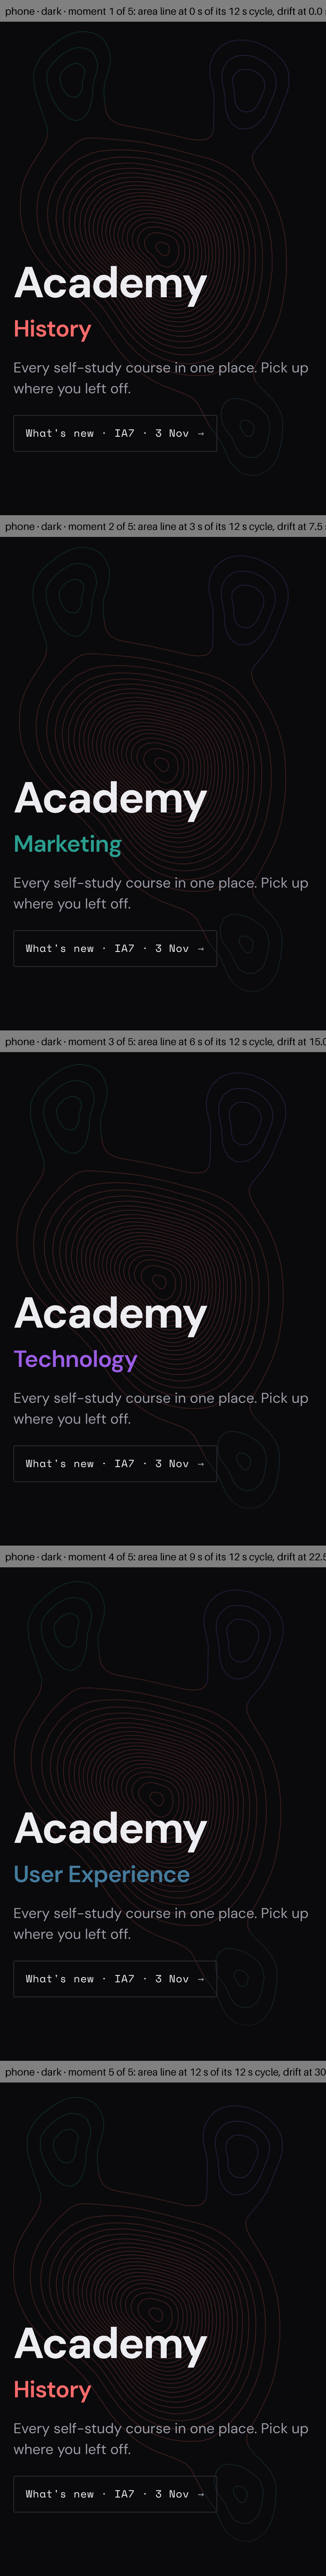 phone · dark · moment 1 of 5: area line at 0 s of its 12 s cycle, drift at 0.0
Academy
History
Every self-study course in one place. Pick up
where you left off.
What's new · IA7 · 3 Nov →
phone · dark · moment 2 of 5: area line at 3 s of its 12 s cycle, drift at 7.5
Academy
Marketing
Every self-study course in one place. Pick up
where you left off.
What's new · IA7 · 3 Nov →
phone · dark · moment 3 of 5: area line at 6 s of its 12 s cycle, drift at 15.0
Academy
Technology
Every self-study course in one place. Pick up
where you left off.
What's new · IA7 · 3 Nov →
phone · dark · moment 4 of 5: area line at 9 s of its 12 s cycle, drift at 22.5
Academy
User Experience
Every self-study course in one place. Pick up
where you left off.
What's new · IA7 · 3 Nov →
phone · dark · moment 5 of 5: area line at 12 s of its 12 s cycle, drift at 30
Academy
History
Every self-study course in one place. Pick up
where you left off.
What's new · IA7 · 3 Nov →